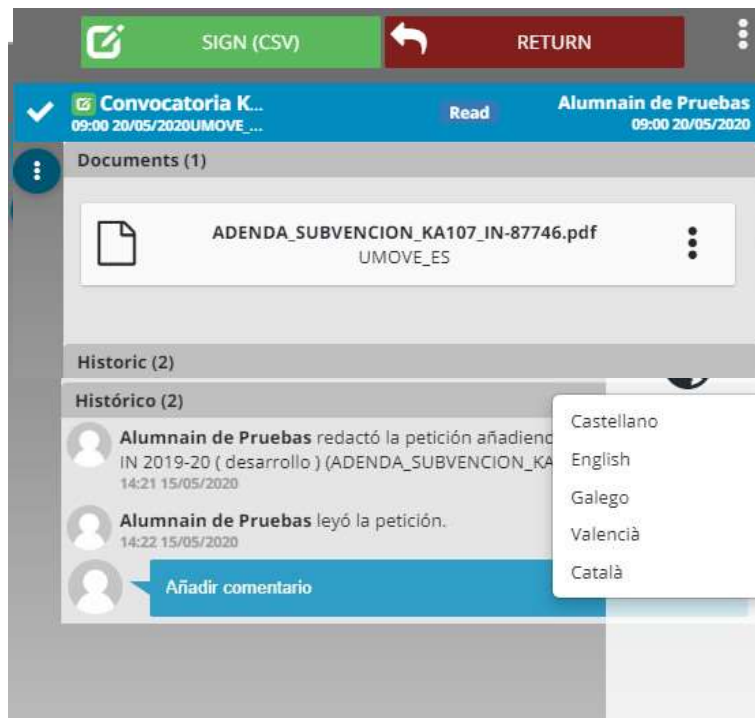 SIGN (CSV)
RETURN
Convocatoria K...
09:00 20/05/2020UMOVE_...
Read
Alumnain de Pruebas
09:00 20/05/2020
Documents (1)
ADENDA_SUBVENCION_KA107_IN-87746.pdf
UMOVE_ES
Historic (2)
Histórico (2)
Alumnain de Pruebas redactó la petición
IN 2019-20 ( desarrollo ) (ADENDA_SUBVENCION_KA
14:21 15/05/2020
Alumnain de Pruebas leyó la petición.
14:22 15/05/2020
Añadir comentario
Castellano
English
Galego
Valencià
Català